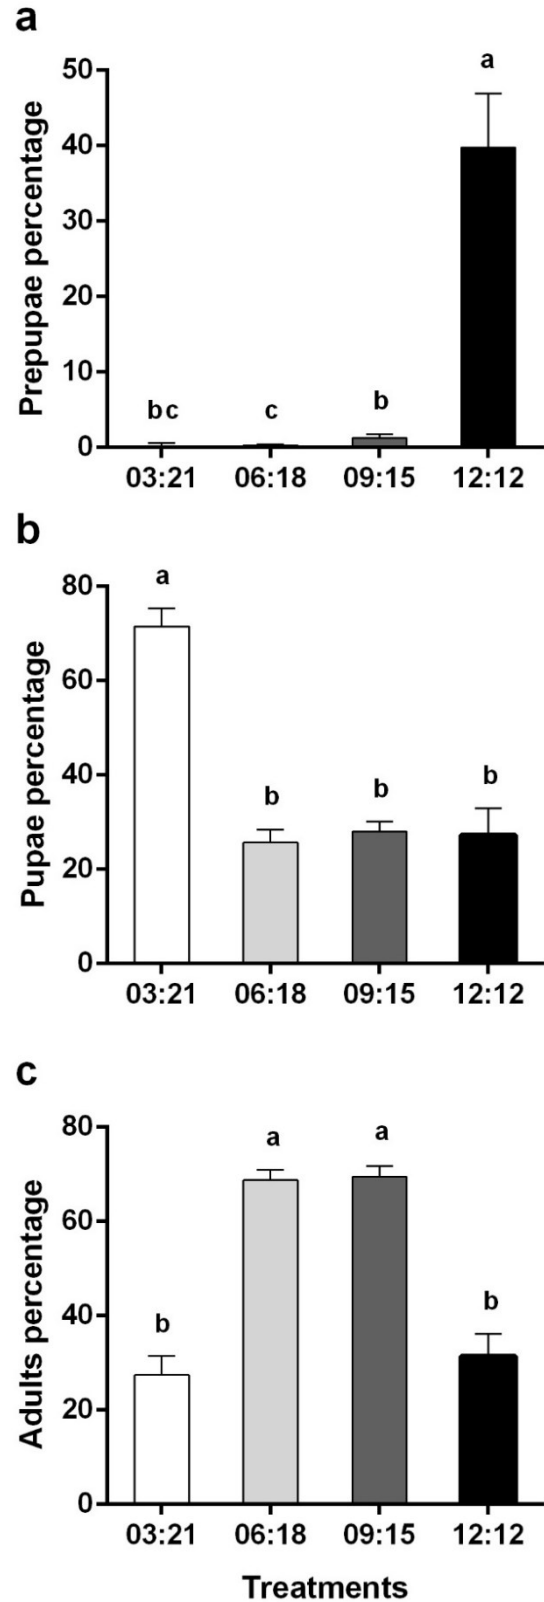 a
Prepupae percentage
50
40
30
20
10
0
bc
c
b
a
03:21 06:18 09:15 12:12
b
Pupae percentage
80
60
40
20
0
a
b
b
b
03:21 06:18 09:15 12:12
c
Adults percentage
80
60
40
20
0
b
a
a
b
03:21 06:18 09:15 12:12
Treatments